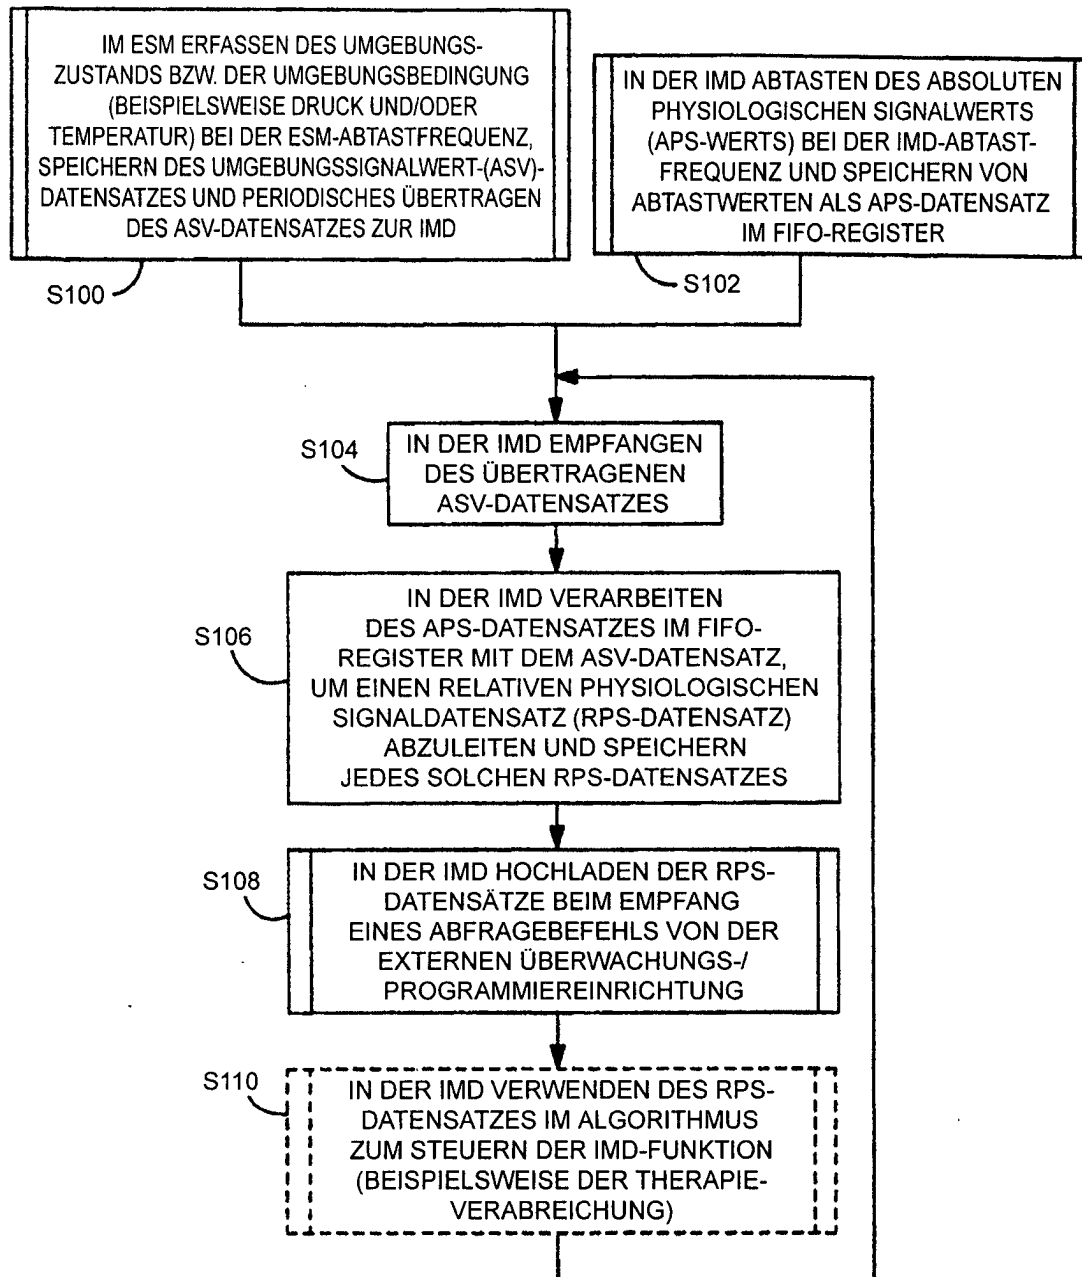 IM ESM ERFASSEN DES UMGEBUNGS-
ZUSTANDS BZW. DER UMGEBUNGSBEDINGUNG
(BEISPIELSWEISE DRUCK UND/ODER
TEMPERATUR) BEI DER ESM-ABTASTFREQUENZ,
SPEICHERN DES UMGEBUNGSSIGNALWERT-(ASV)-
DATENSATZES UND PERIODISCHES ÜBERTRAGEN
DES ASV-DATENSATZES ZUR IMD
S100
IN DER IMD ABTASTEN DES ABSOLUTEN
PHYSIOLOGISCHEN SIGNALWERTS
(APS-WERTS) BEI DER IMD-ABTAST-
FREQUENZ UND SPEICHERN VON
ABTASTWERTEN ALS APS-DATENSATZ
IM FIFO-REGISTER
S102
S104
IN DER IMD EMPFANGEN
DES ÜBERTRAGENEN
ASV-DATENSATZES
S106
IN DER IMD VERARBEITEN
DES APS-DATENSATZES IM FIFO-
REGISTER MIT DEM ASV-DATENSATZ,
UM EINEN RELATIVEN PHYSIOLOGISCHEN
SIGNALDATENSATZ (RPS-DATENSATZ)
ABZULEITEN UND SPEICHERN
JEDES SOLCHEN RPS-DATENSATZES
S108
IN DER IMD HOCHLADEN DER RPS-
DATENSÄTZE BEIM EMPFANG
EINES ABFRAGEBEFEHLS VON DER
EXTERNEN ÜBERWACHUNGS-/
PROGRAMMIEREINRICHTUNG
S110
IN DER IMD VERWENDEN DES RPS-
DATENSATZES IM ALGORITHMUS
ZUM STEUERN DER IMD-FUNKTION
(BEISPIELSWEISE DER THERAPIE-
VERABREICHUNG)